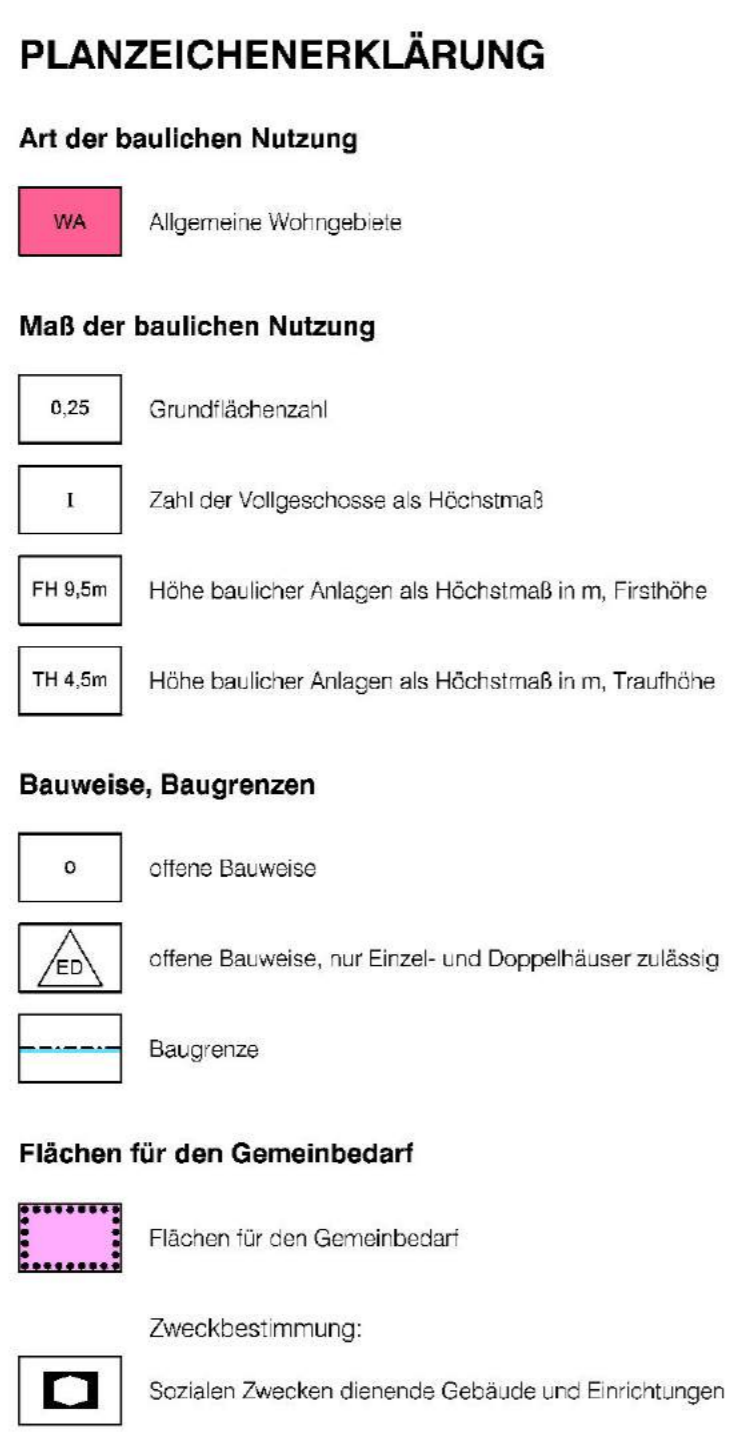 PLANZEICHENERKLÄRUNG
Art der baulichen Nutzung
WA Allgemeine Wohngebiete
Maß der baulichen Nutzung
0,25 Grundflächenzahl
I Zahl der Vollgeschosse als Höchstmaß
FH 9,5m Höhe baulicher Anlagen als Höchstmaß in m, Firsthöhe
TH 4,5m Höhe baulicher Anlagen als Höchstmaß in m, Traufhöhe
Bauweise, Baugrenzen
o offene Bauweise
ED offene Bauweise, nur Einzel- und Doppelhäuser zulässig
Baugrenze
Flächen für den Gemeinbedarf
Flächen für den Gemeinbedarf
Zweckbestimmung:
Sozialen Zwecken dienende Gebäude und Einrichtungen